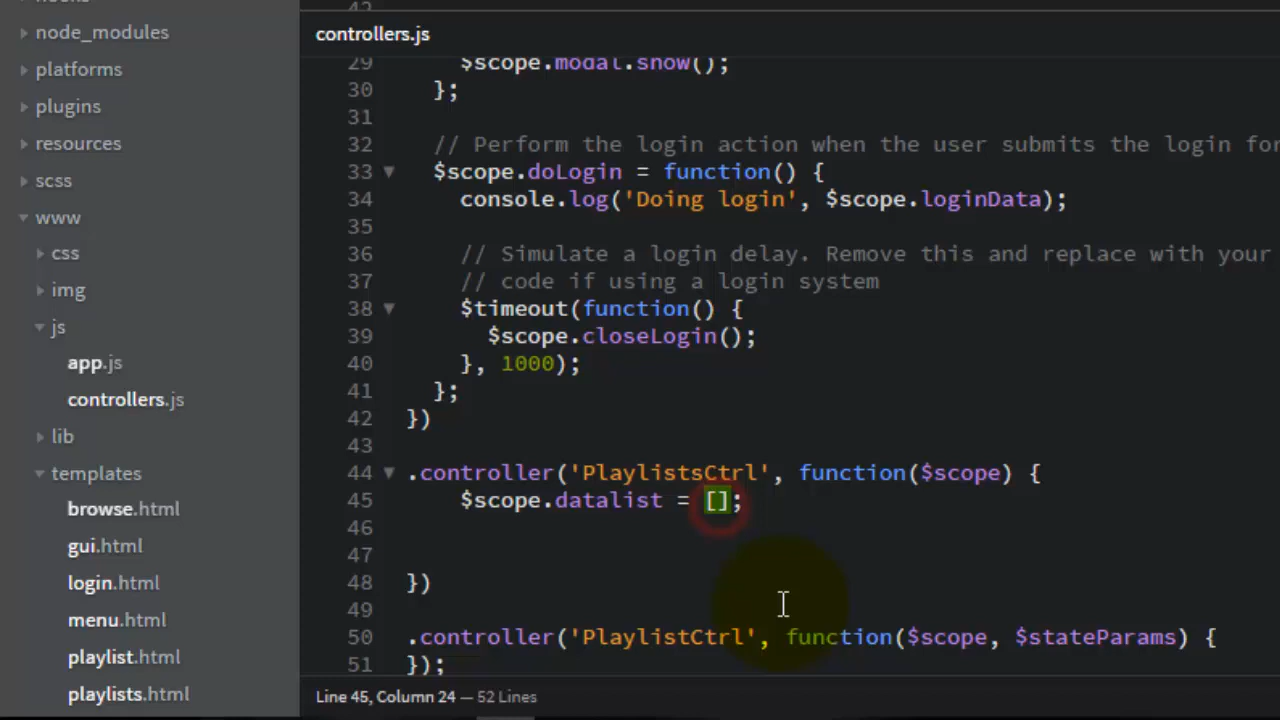 node_modules
platforms
plugins
resources
scss
www
css
img
js
app.js
controllers.js
lib
templates
browse.html
gui.html
login.html
menu.html
playlist.html
playlists.html
42
controllers.js
29 $scope.modal.show();
30 };
31
32 // Perform the login action when the user submits the login for
33 $scope.doLogin = function() {
34 console.log('Doing login', $scope.loginData);
35
36 // Simulate a login delay. Remove this and replace with your
37 // code if using a login system
38 $timeout(function() {
39 $scope.closeLogin();
40 }, 1000);
41 };
42 })
43
44 .controller('PlaylistsCtrl', function($scope) {
45 $scope.datalist = [];
46
47
48 })
49
50 .controller('PlaylistCtrl', function($scope, $stateParams) {
51 });
Line 45, Column 24 — 52 Lines